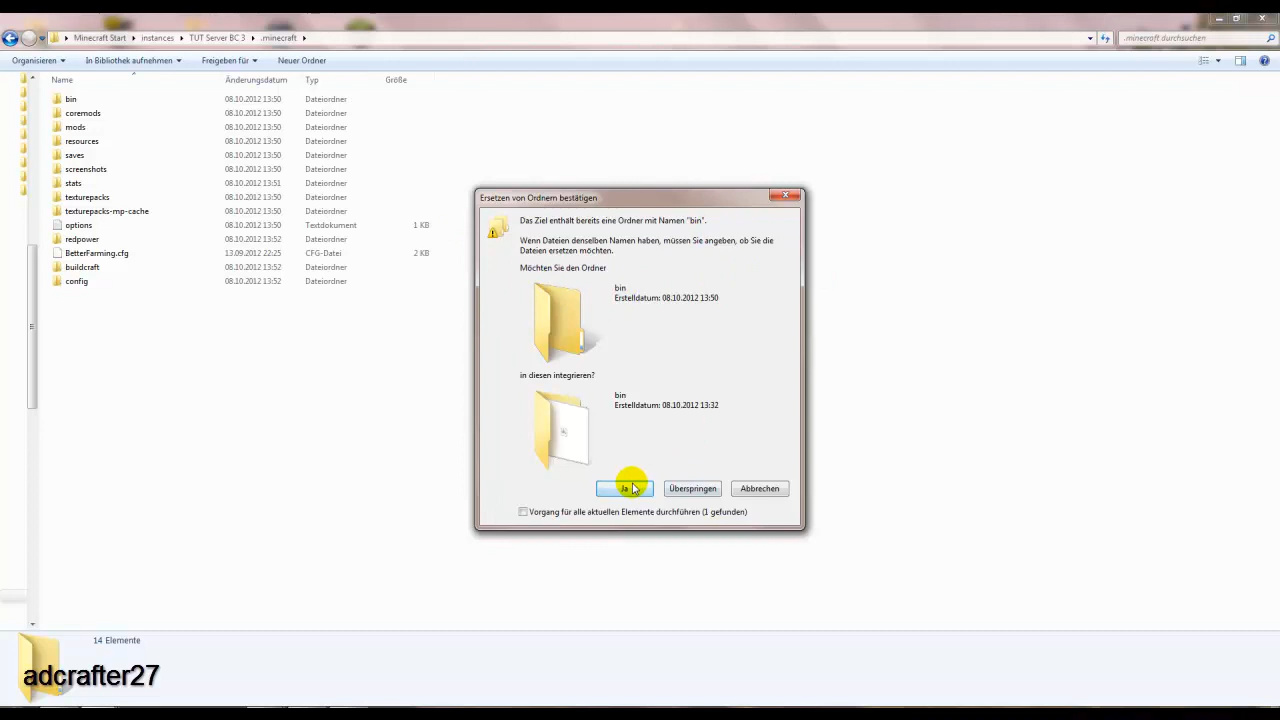 Minecraft Start instances TUT Server BC 3 .minecraft
.minecraft durchsuchen
Organisieren In Bibliothek aufnehmen Freigeben für Neuer Ordner
Name Änderungsdatum Typ Größe
bin 08.10.2012 13:50 Dateiordner
coremods 08.10.2012 13:50 Dateiordner
mods 08.10.2012 13:50 Dateiordner
resources 08.10.2012 13:50 Dateiordner
saves 08.10.2012 13:50 Dateiordner
screenshots 08.10.2012 13:50 Dateiordner
stats 08.10.2012 13:51 Dateiordner
texturepacks 08.10.2012 13:50 Dateiordner
texturepacks-mp-cache 08.10.2012 13:50 Dateiordner
options 08.10.2012 13:50 Textdokument 1 KB
redpower 08.10.2012 13:52 Dateiordner
BetterFarming.cfg 13.09.2012 22:25 CFG-Datei 2 KB
buildcraft 08.10.2012 13:52 Dateiordner
config 08.10.2012 13:52 Dateiordner
Ersetzen von Ordnern bestätigen
Das Ziel enthält bereits eine Ordner mit Namen "bin".
Wenn Dateien denselben Namen haben, müssen Sie angeben, ob Sie die
Dateien ersetzen möchten.
Möchten Sie den Ordner
bin
Erstelldatum: 08.10.2012 13:50
in diesen integrieren?
bin
Erstelldatum: 08.10.2012 13:32
Ja Überspringen Abbrechen
Vorgang für alle aktuellen Elemente durchführen (1 gefunden)
14 Elemente
adcrafter27